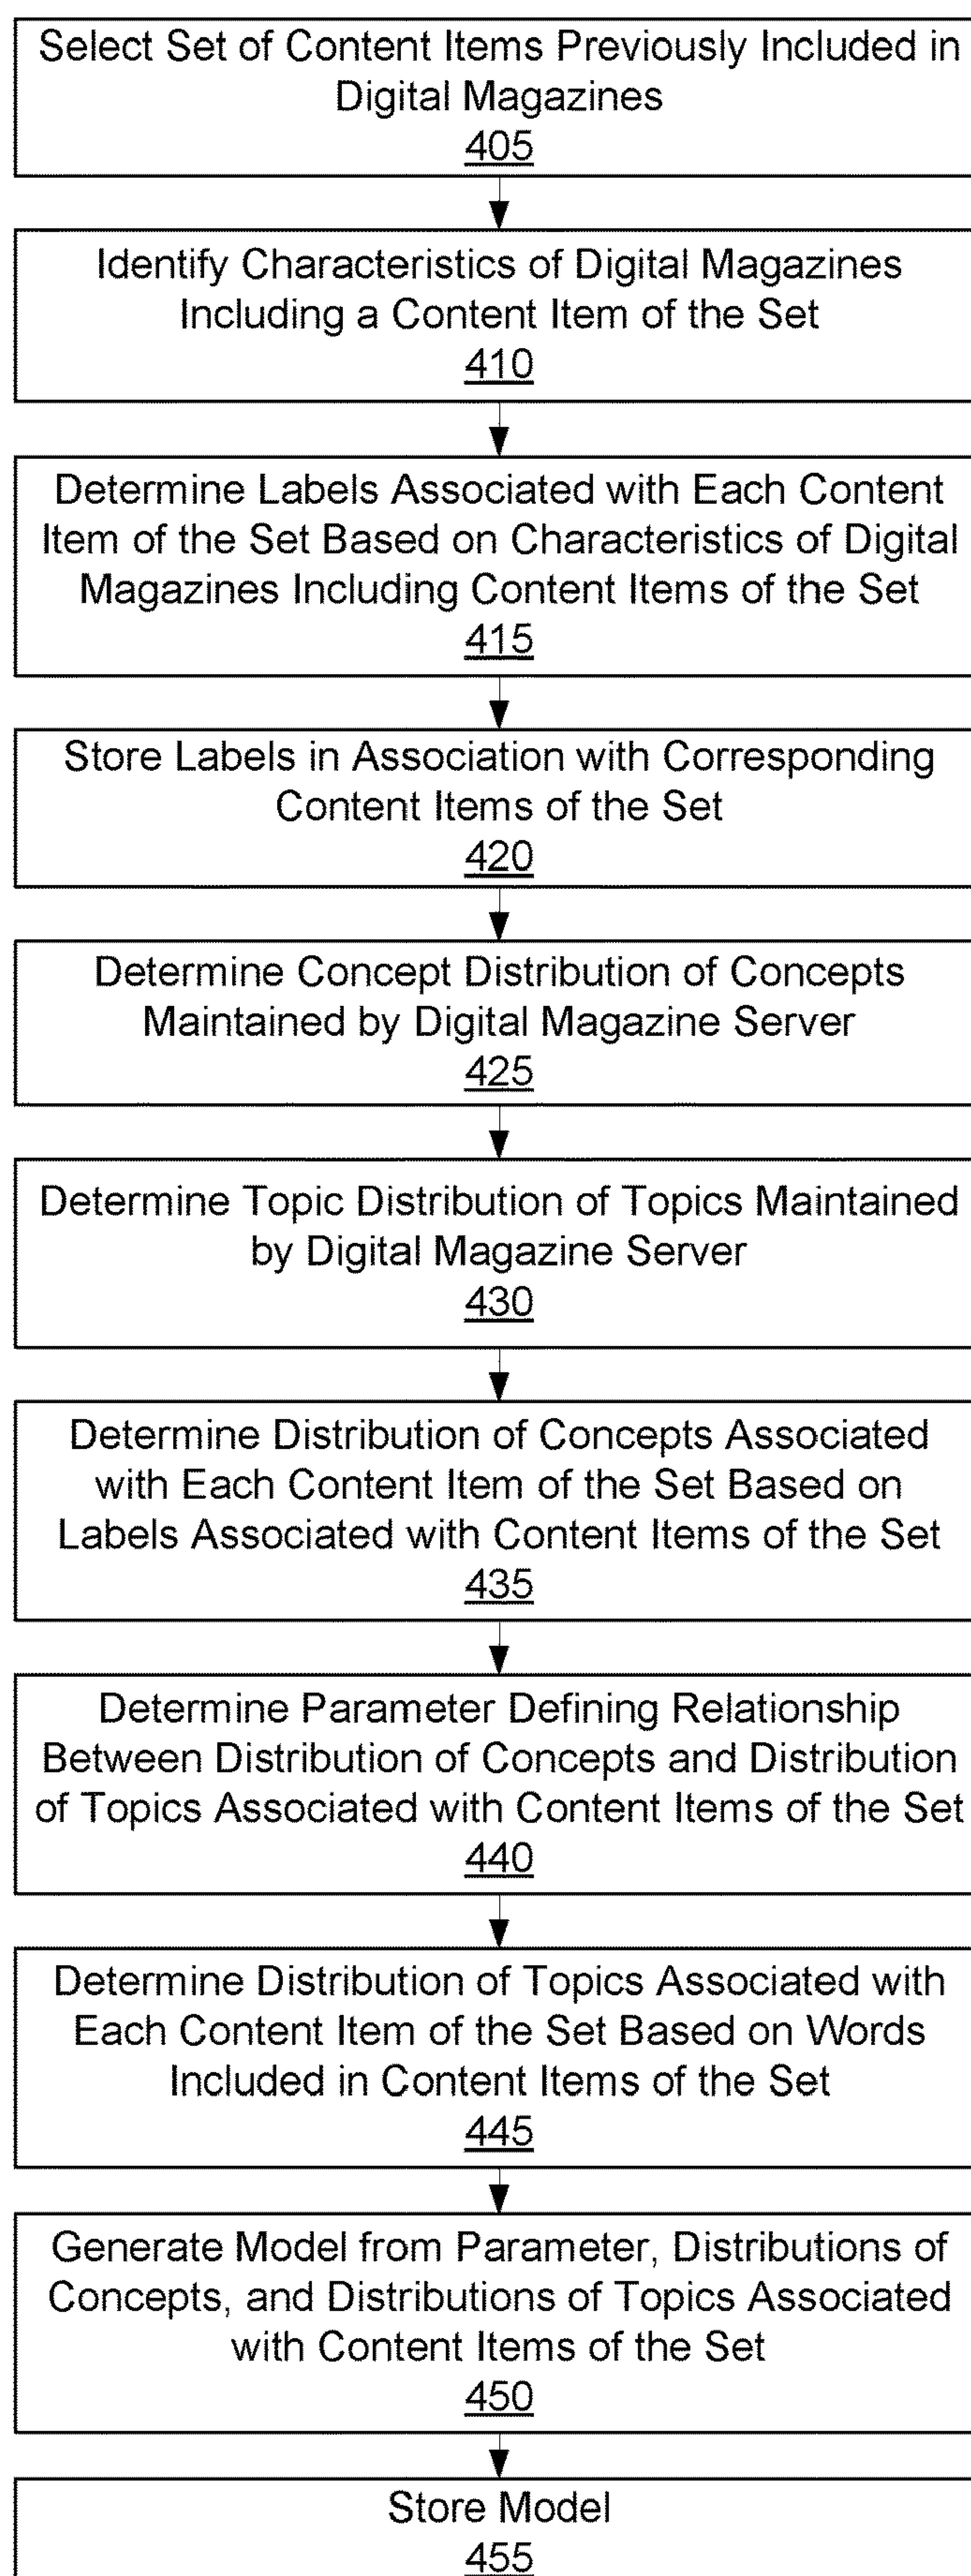 Select Set of Content Items Previously Included in
Digital Magazines
405
Identify Characteristics of Digital Magazines
Including a Content Item of the Set
410
Determine Labels Associated with Each Content
Item of the Set Based on Characteristics of Digital
Magazines Including Content Items of the Set
415
Store Labels in Association with Corresponding
Content Items of the Set
420
Determine Concept Distribution of Concepts
Maintained by Digital Magazine Server
425
Determine Topic Distribution of Topics Maintained
by Digital Magazine Server
430
Determine Distribution of Concepts Associated
with Each Content Item of the Set Based on
Labels Associated with Content Items of the Set
435
Determine Parameter Defining Relationship
Between Distribution of Concepts and Distribution
of Topics Associated with Content Items of the Set
440
Determine Distribution of Topics Associated with
Each Content Item of the Set Based on Words
Included in Content Items of the Set
445
Generate Model from Parameter, Distributions of
Concepts, and Distributions of Topics Associated
with Content Items of the Set
450
Store Model
455